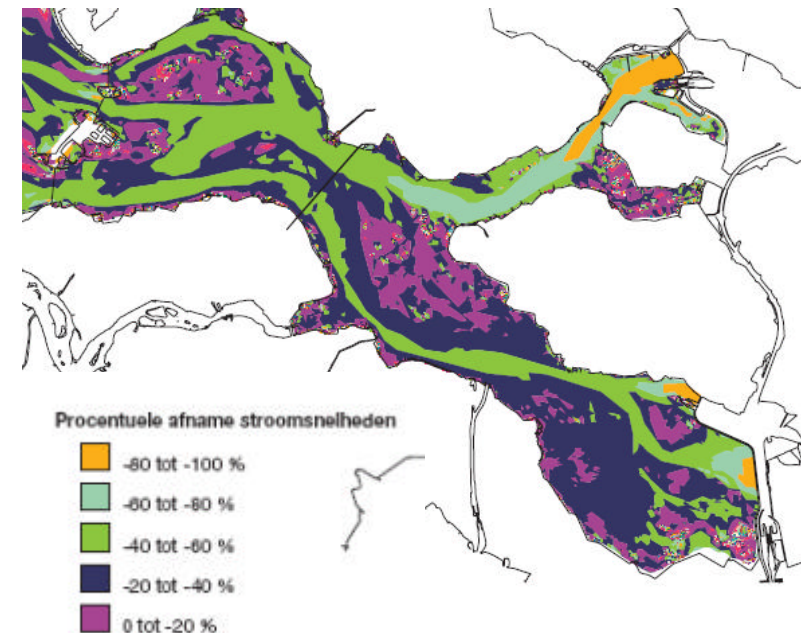 Procentuele afname stroomsnelheden
-80 tot -100 %
-60 tot -80 %
-40 tot -60 %
-20 tot -40 %
0 tot -20 %